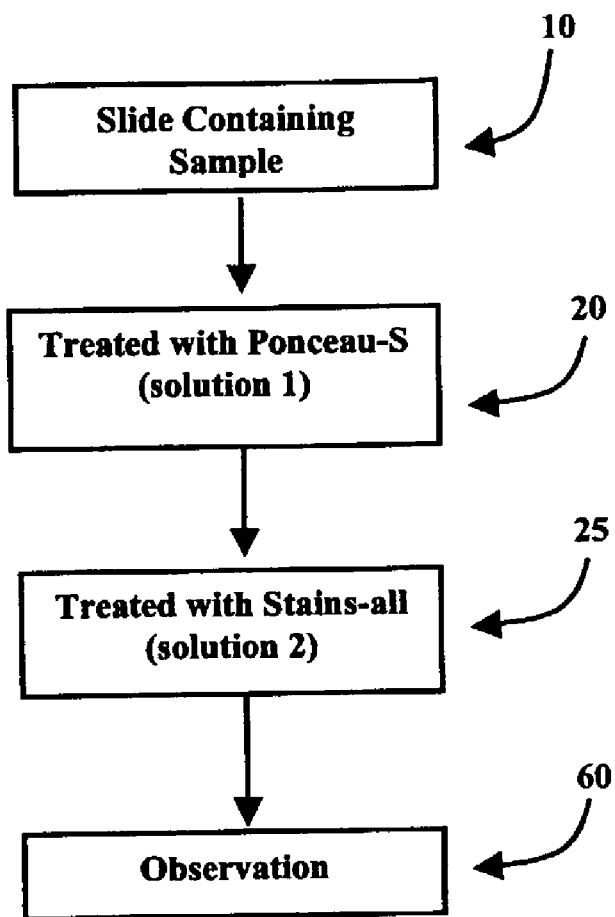 10
Slide Containing
Sample
20
Treated with Ponceau-S
(solution 1)
25
Treated with Stains-all
(solution 2)
60
Observation